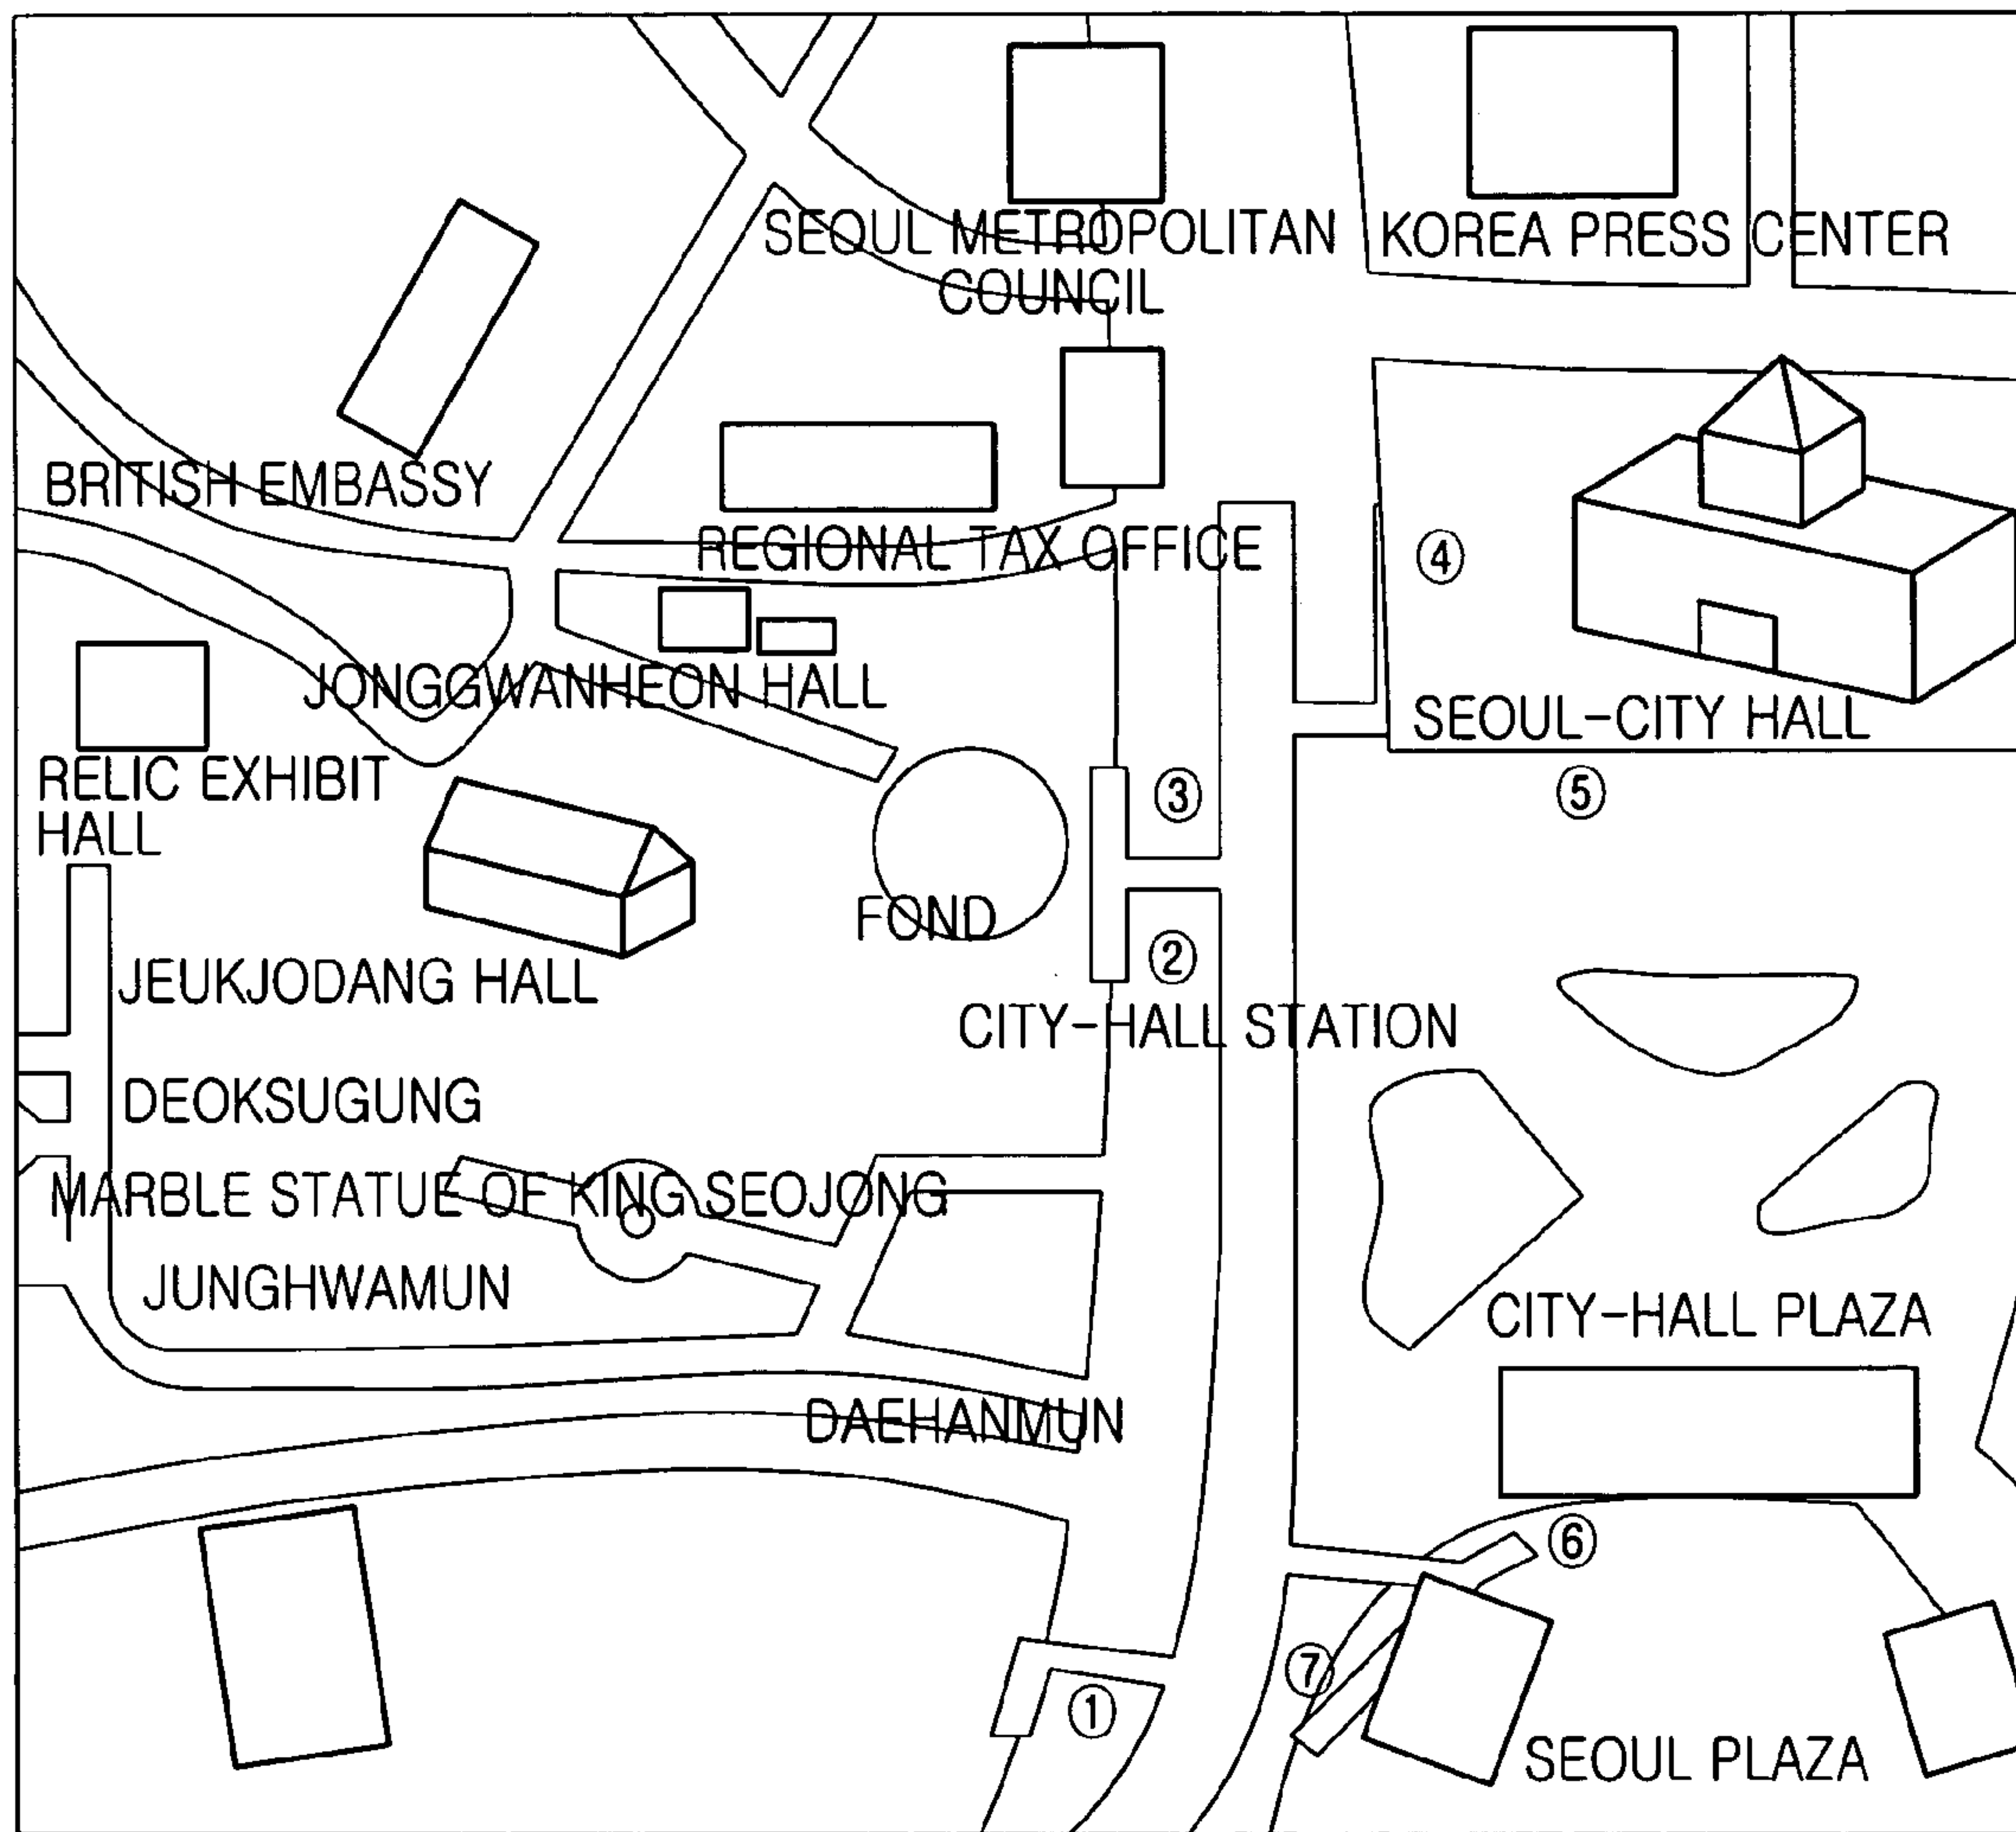 SEOUL METROPOLITAN
COUNCIL
KOREA PRESS CENTER
BRITISH EMBASSY
REGIONAL TAX OFFICE
④
JONGGWANHEON HALL
SEOUL-CITY HALL
RELIC EXHIBIT
HALL
③
⑤
FOND
②
JEUKJODANG HALL
CITY-HALL STATION
DEOKSUGUNG
MARBLE STATUE OF KING SEOJONG
JUNGHWAMUN
CITY-HALL PLAZA
DAEHANMUN
⑥
⑦
①
SEOUL PLAZA